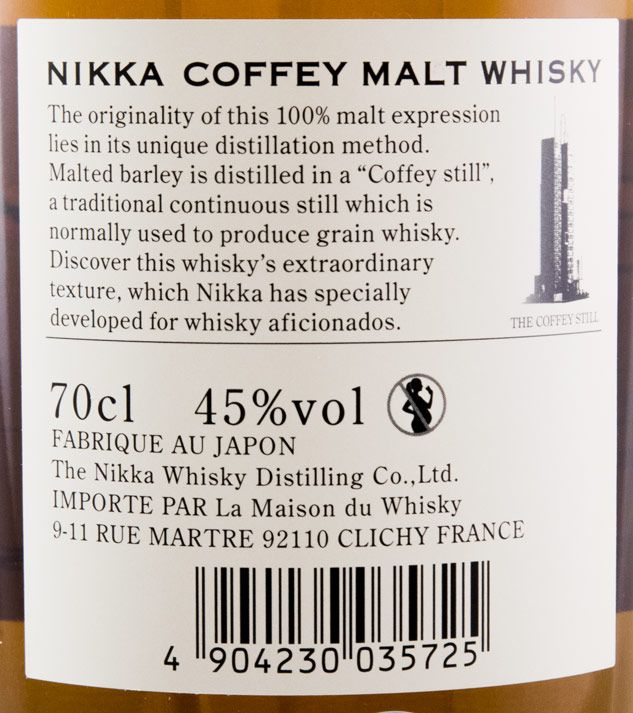 NIKKA COFFEY MALT WHISKY
The originality of this 100% malt expression
lies in its unique distillation method.
Malted barley is distilled in a “Coffey still”,
a traditional continuous still which is
normally used to produce grain whisky.
Discover this whisky’s extraordinary
texture, which Nikka has specially
developed for whisky aficionados.
THE COFFEY STILL
70cl 45%vol
FABRIQUE AU JAPON
The Nikka Whisky Distilling Co.,Ltd.
IMPORTE PAR La Maison du Whisky
9-11 RUE MARTRE 92110 CLICHY FRANCE
4 904230 035725